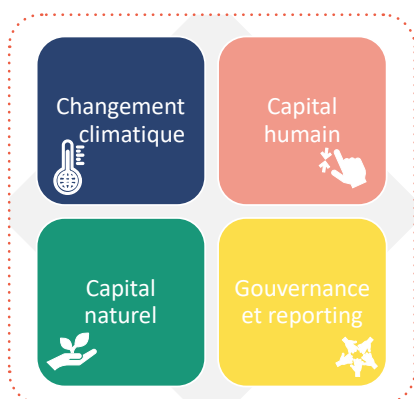 Changement
climatique
Capital
humain
Capital
naturel
Gouvernance
et reporting